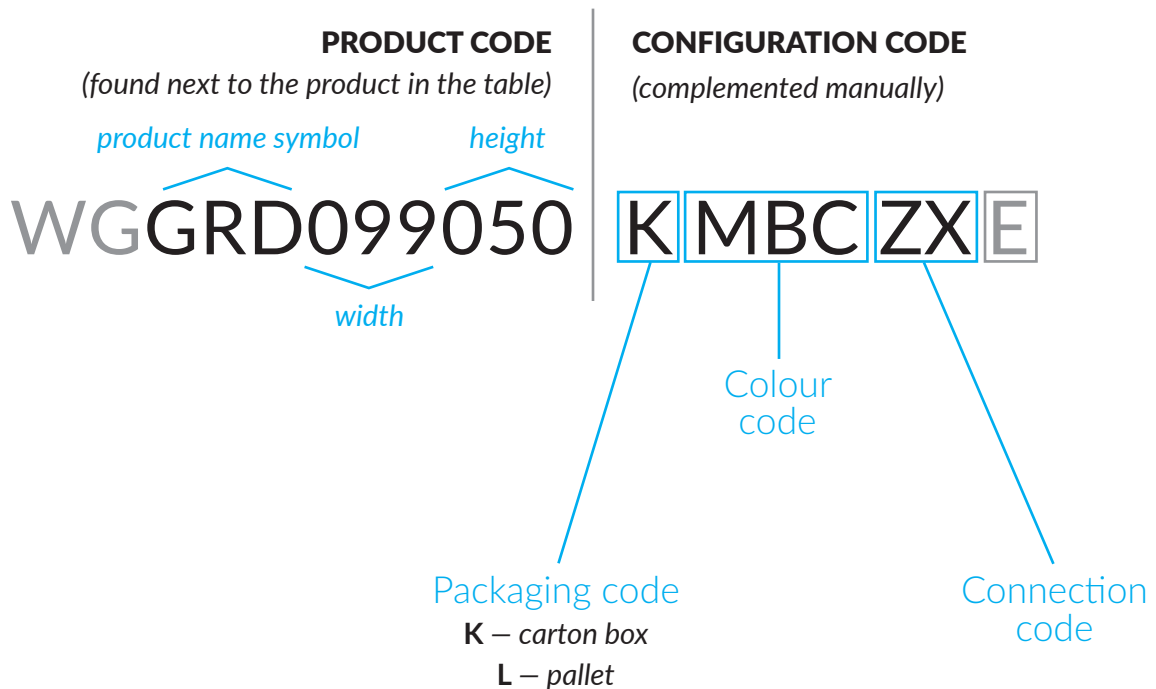 PRODUCT CODE
(found next to the product in the table)
CONFIGURATION CODE
(complemented manually)
product name symbol
height
WGGRD099050
K MBC ZX E
width
Colour
code
Packaging code
K – carton box
L – pallet
Connection
code